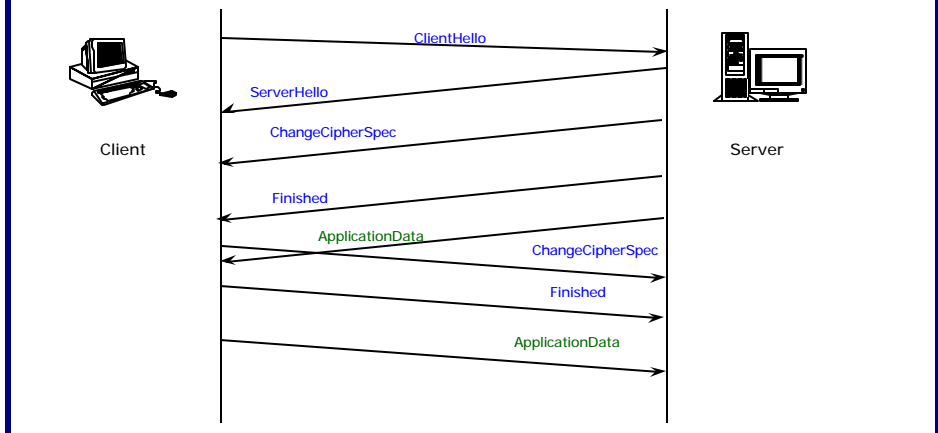 ClientHello
ServerHello
ChangeCipherSpec
Client
Server
Finished
ApplicationData
ChangeCipherSpec
Finished
ApplicationData